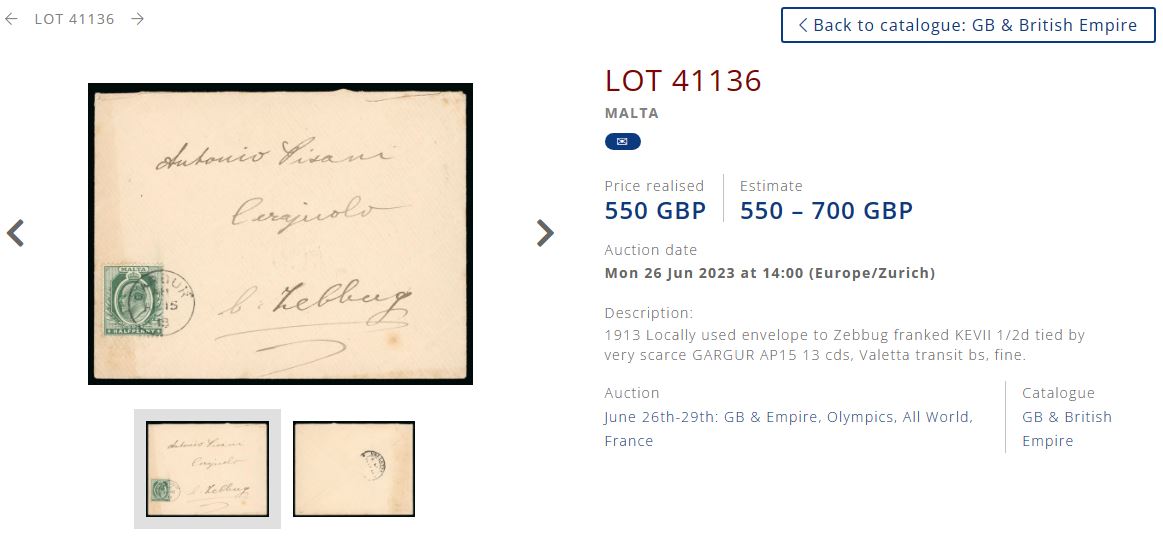 ← LOT 41136 →
Back to catalogue: GB & British Empire
Antonio Pisani
c: Zebbug
MALTA
GARGUR
15
13
HALFPENNY
LOT 41136
MALTA
Price realised
550 GBP
Estimate
550 – 700 GBP
Auction date
Mon 26 Jun 2023 at 14:00 (Europe/Zurich)
Description:
1913 Locally used envelope to Zebbug franked KEVII 1/2d tied by
very scarce GARGUR AP15 13 cds, Valetta transit bs, fine.
Auction
June 26th-29th: GB & Empire, Olympics, All World,
France
Catalogue
GB & British
Empire